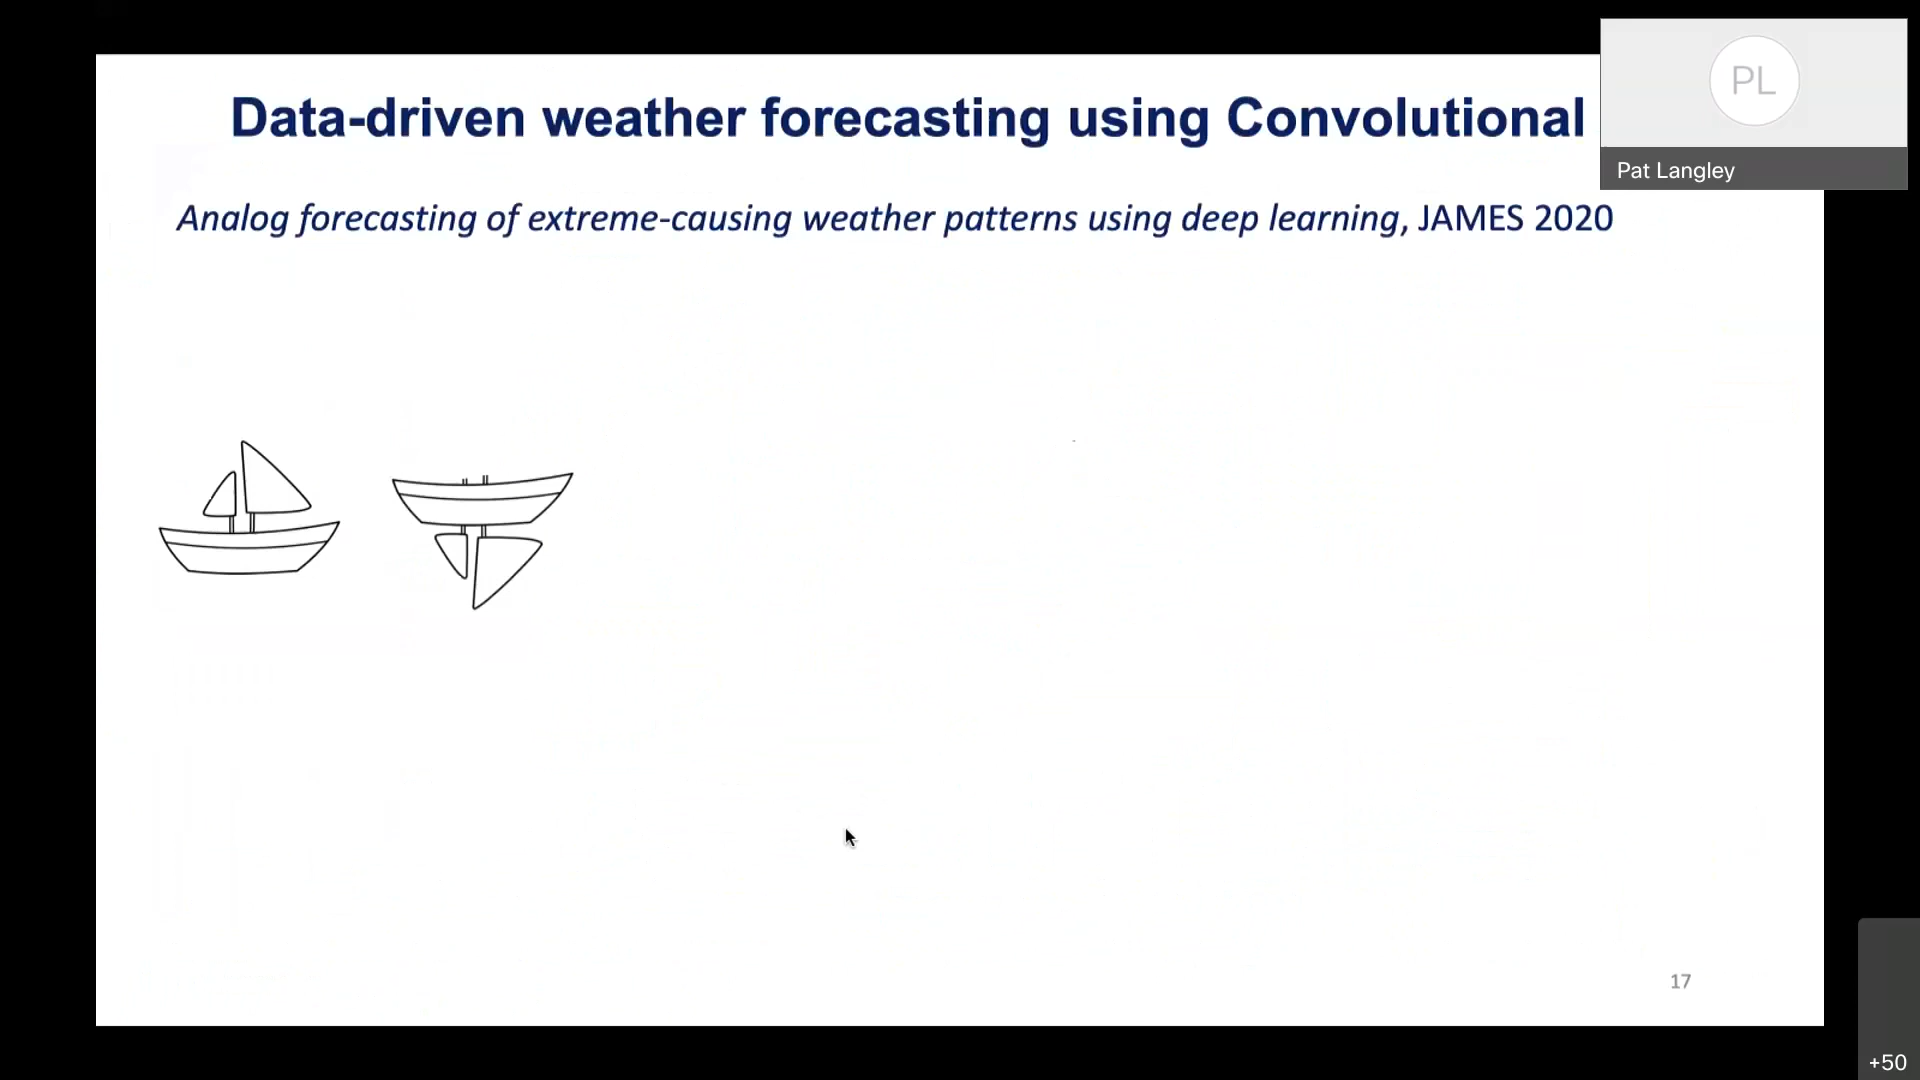 Data-driven weather forecasting using Convolutional
PL
Pat Langley
Analog forecasting of extreme-causing weather patterns using deep learning, JAMES 2020
17
+50